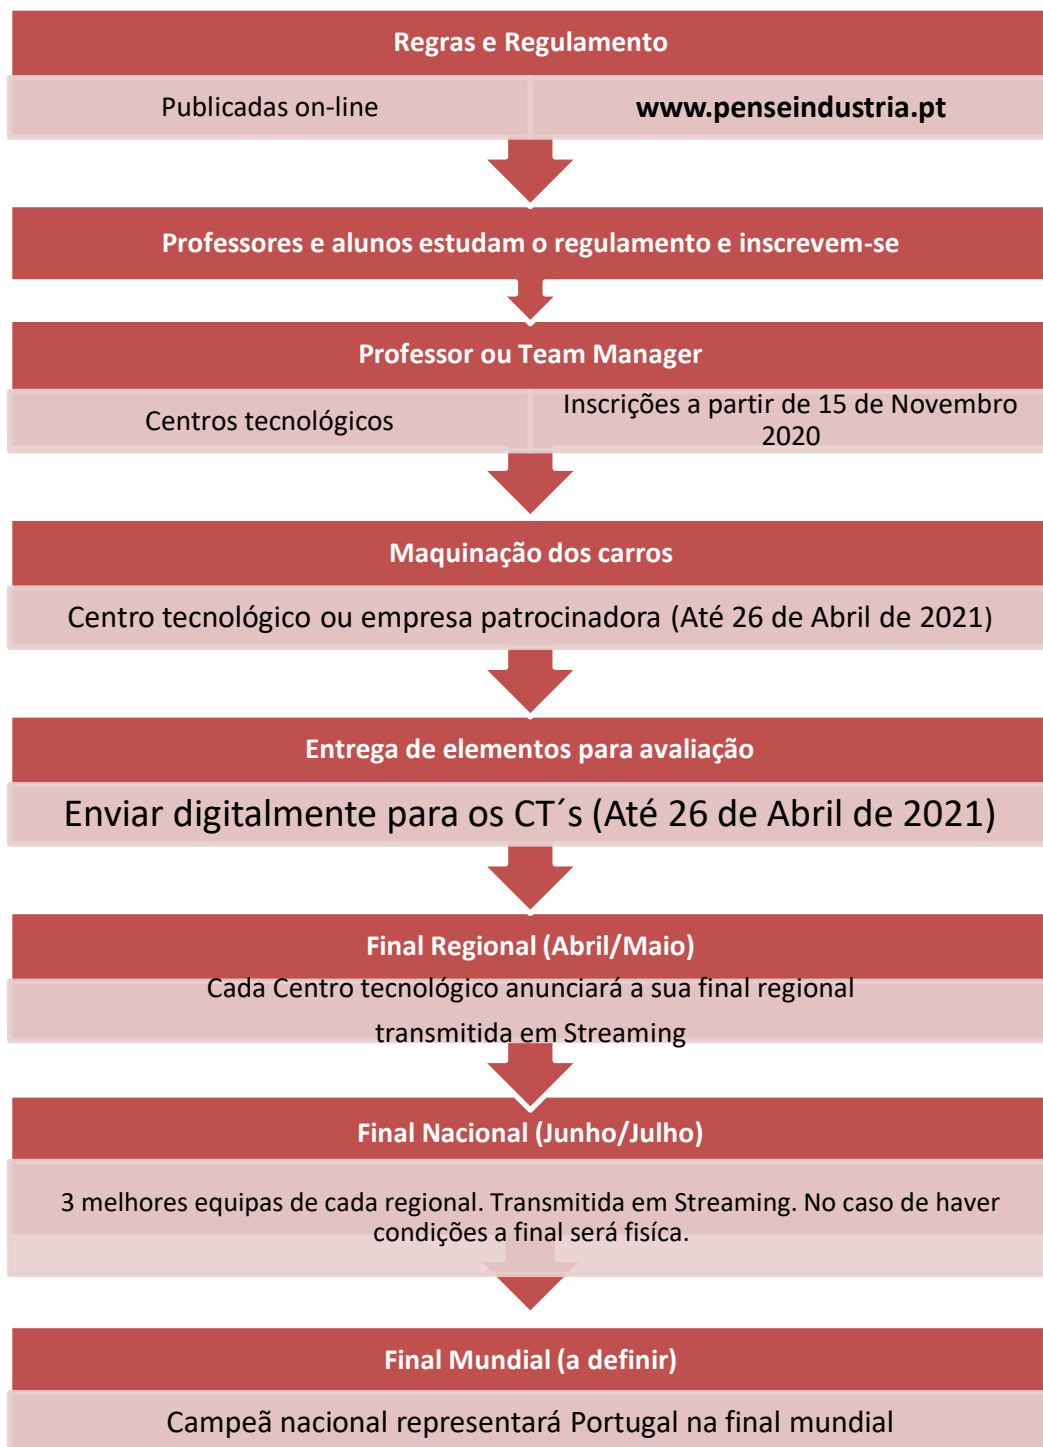 Regras e Regulamento
Publicadas on-line
www.penseindustria.pt
Professores e alunos estudam o regulamento e inscrevem-se
Professor ou Team Manager
Centros tecnológicos
Inscrições a partir de 15 de Novembro
2020
Maquinação dos carros
Centro tecnológico ou empresa patrocinadora (Até 26 de Abril de 2021)
Entrega de elementos para avaliação
Enviar digitalmente para os CT´s (Até 26 de Abril de 2021)
Final Regional (Abril/Maio)
Cada Centro tecnológico anunciará a sua final regional
transmitida em Streaming
Final Nacional (Junho/Julho)
3 melhores equipas de cada regional. Transmitida em Streaming. No caso de haver
condições a final será fisíca.
Final Mundial (a definir)
Campeã nacional representará Portugal na final mundial